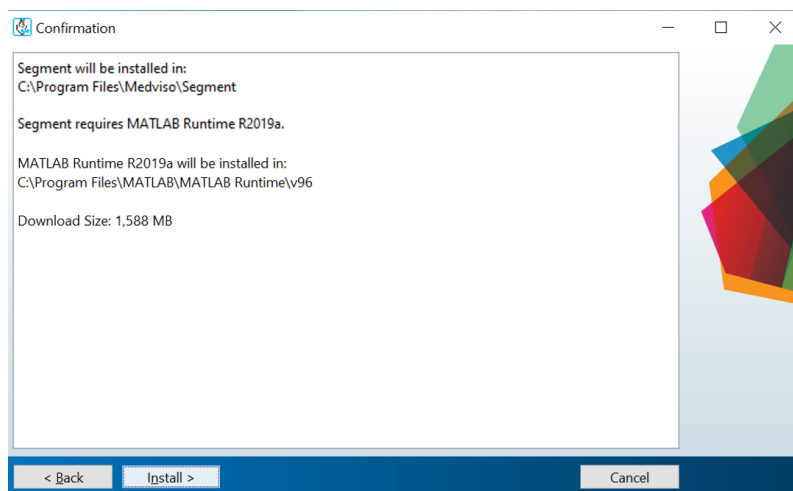 Confirmation
Segment will be installed in:
C:\Program Files\Medviso\Segment
Segment requires MATLAB Runtime R2019a.
MATLAB Runtime R2019a will be installed in:
C:\Program Files\MATLAB\MATLAB Runtime\v96
Download Size: 1,588 MB
< Back Install > Cancel